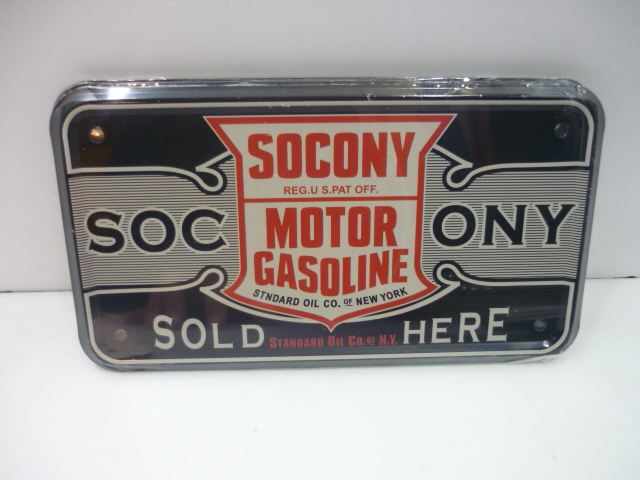 SOCONY
REG.U S.PAT OFF.
MOTOR
GASOLINE
STNDARD OIL CO. OF NEW YORK
SOC ONY
SOLD HERE
STANDARD OIL CO. OF N.Y.